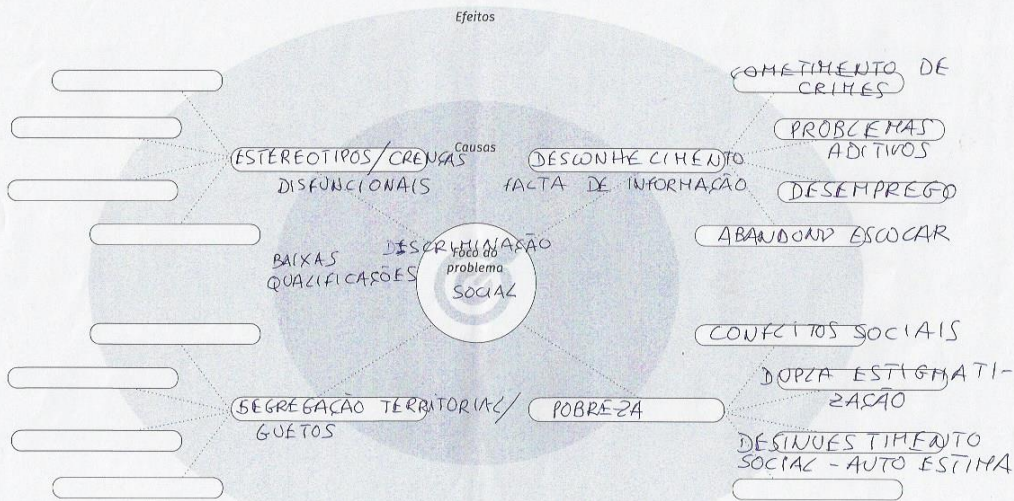 Efeitos
COMETIMENTO DE
CRIMES
PROBLEMAS
ADITIVOS
Causas
ESTEREOTIPOS/CRENÇAS
DISFUNCIONAIS
DESCONHECIMENTO
FALTA DE INFORMAÇÃO
DESEMPREGO
ABANDONO ESCOLAR
BAIXAS
QUALIFICAÇÕES
DISCRIMINAÇÃO
Foco do
problema
SOCIAL
CONFLITOS SOCIAIS
DUPLA ESTIGMATI-
ZAÇÃO
SEGREGAÇÃO TERRITORIAL/
GUETOS
POBREZA
DESINVESTIMENTO
SOCIAL - AUTO ESTIMA